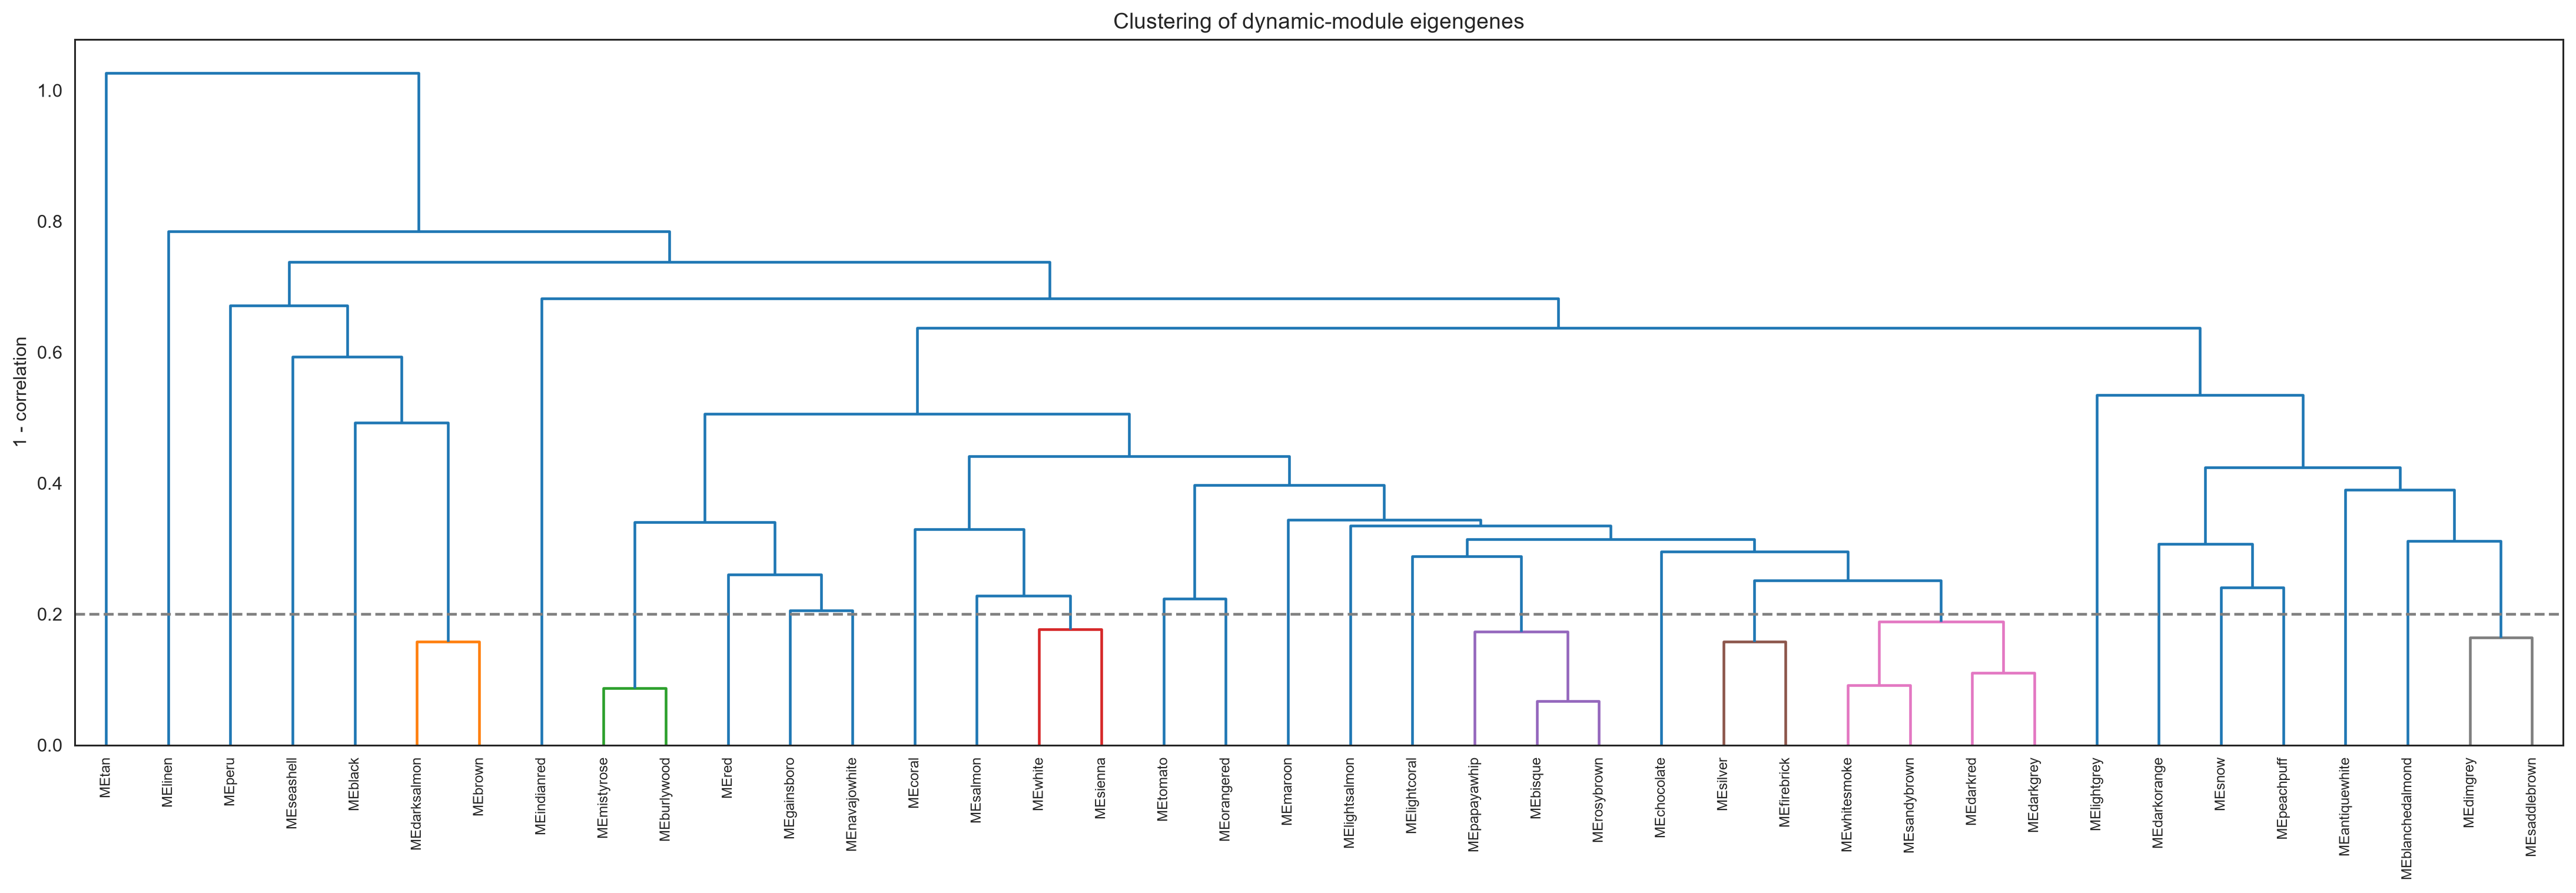 Clustering of dynamic-module eigengenes
1 - correlation
1.0
0.8
0.6
0.4
0.2
0.0
MEtan
MElinen
MEperu
MEseashell
MEblack
MEdarksalmon
MEbrown
MEindianred
MEmistyrose
MEburlywood
MEred
MEgainsboro
MEnavajowhite
MEcoral
MEsalmon
MEwhite
MEsienna
MEtomato
MEorangered
MEmaroon
MElightsalmon
MElightcoral
MEpapayawhip
MEbisque
MErosybrown
MEchocolate
MEsilver
MEfirebrick
MEwhitesmoke
MEsandybrown
MEdarkred
MEdarkgrey
MElightgrey
MEdarkorange
MEsnow
MEpeachpuff
MEantiquewhite
MEblanchedalmond
MEdimgrey
MEsaddlebrown